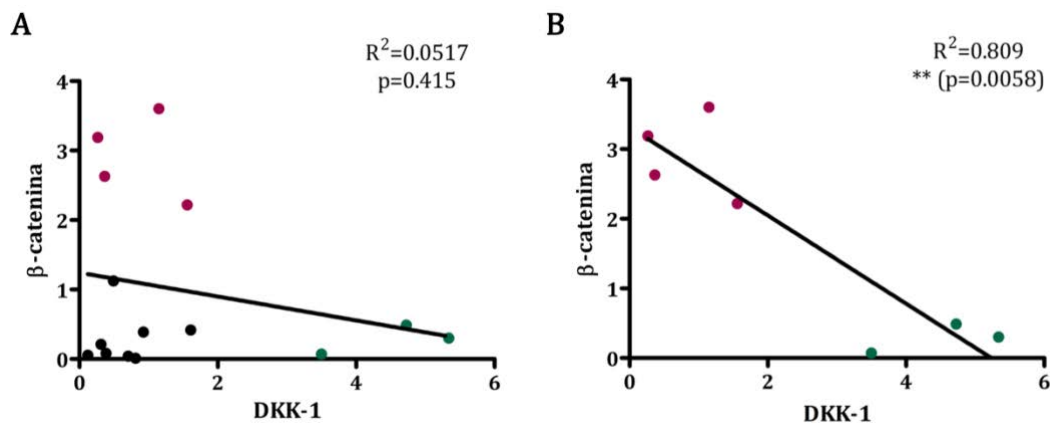 A
R²=0.0517
p=0.415
4
3
2
1
0
β-catenina
0 2 4 6
DKK-1
B
R²=0.809
** (p=0.0058)
4
3
2
1
0
β-catenina
0 2 4 6
DKK-1